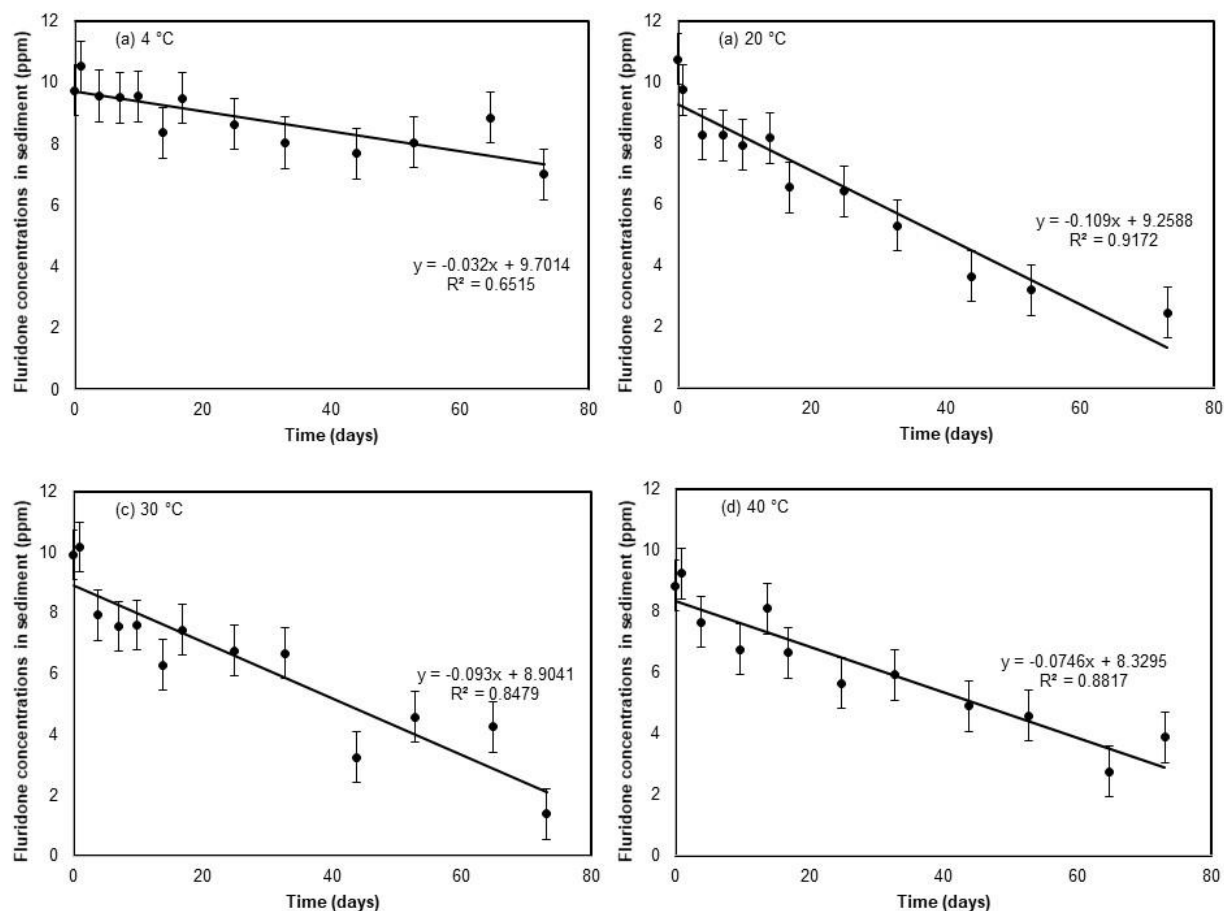 (a) 4 °C
Fluridone concentrations in sediment (ppm)
12
10
8
6
4
2
0
y = -0.032x + 9.7014
R² = 0.6515
0 20 40 60 80
Time (days)
(a) 20 °C
Fluridone concentrations in sediment (ppm)
12
10
8
6
4
2
0
y = -0.109x + 9.2588
R² = 0.9172
0 20 40 60 80
Time (days)
(c) 30 °C
Fluridone concentrations in sediment (ppm)
12
10
8
6
4
2
0
y = -0.093x + 8.9041
R² = 0.8479
0 20 40 60 80
Time (days)
(d) 40 °C
Fluridone concentrations in sediment (ppm)
12
10
8
6
4
2
0
y = -0.0746x + 8.3295
R² = 0.8817
0 20 40 60 80
Time (days)